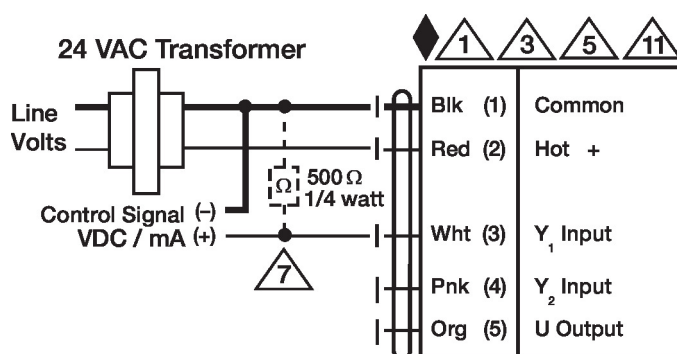 24 VAC Transformer
1 3 5 11
Line
Volts
Blk (1) Common
Red (2) Hot +
Ω 500 Ω
1/4 watt
Control Signal (–)
VDC / mA (+)
Wht (3) Y1 Input
7
Pnk (4) Y2 Input
Org (5) U Output